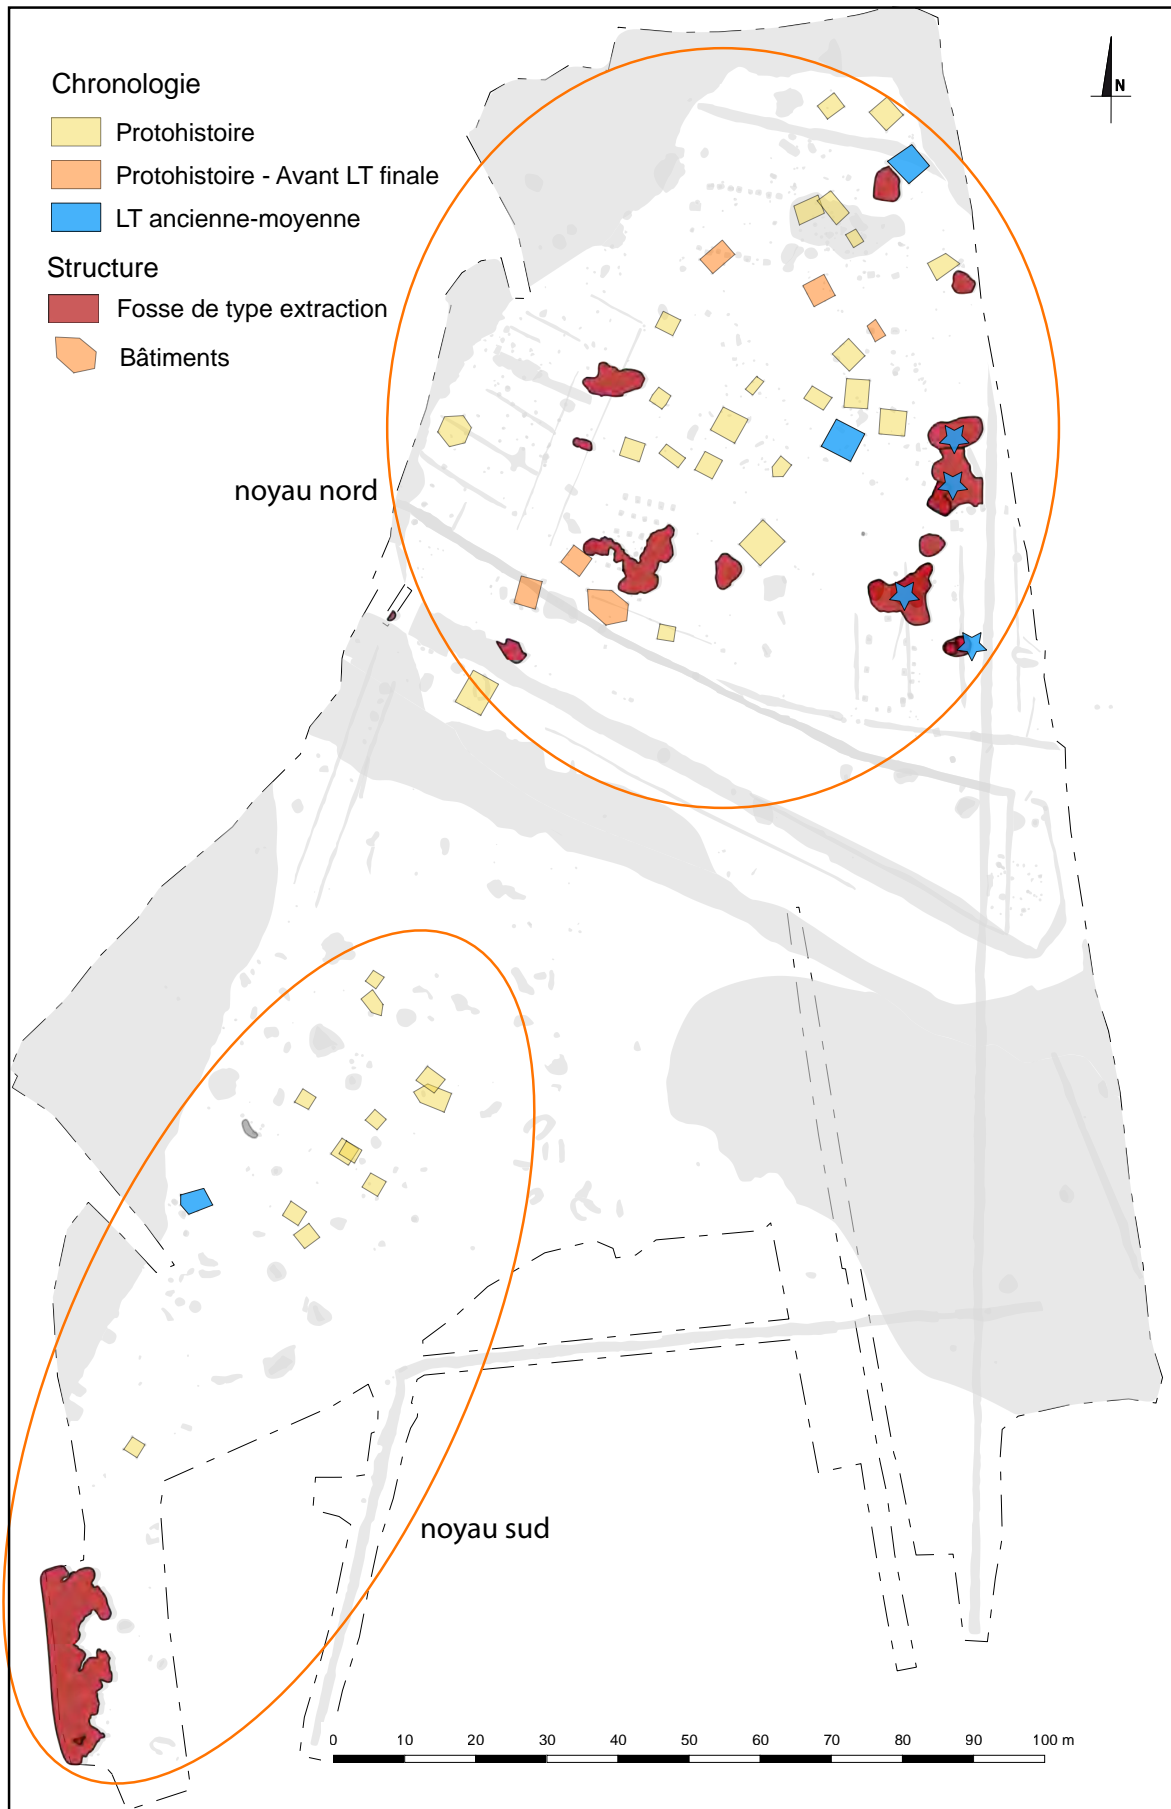 Chronologie
Protohistoire
Protohistoire - Avant LT finale
LT ancienne-moyenne
Structure
Fosse de type extraction
Bâtiments
N
noyau nord
noyau sud
0 10 20 30 40 50 60 70 80 90 100 m